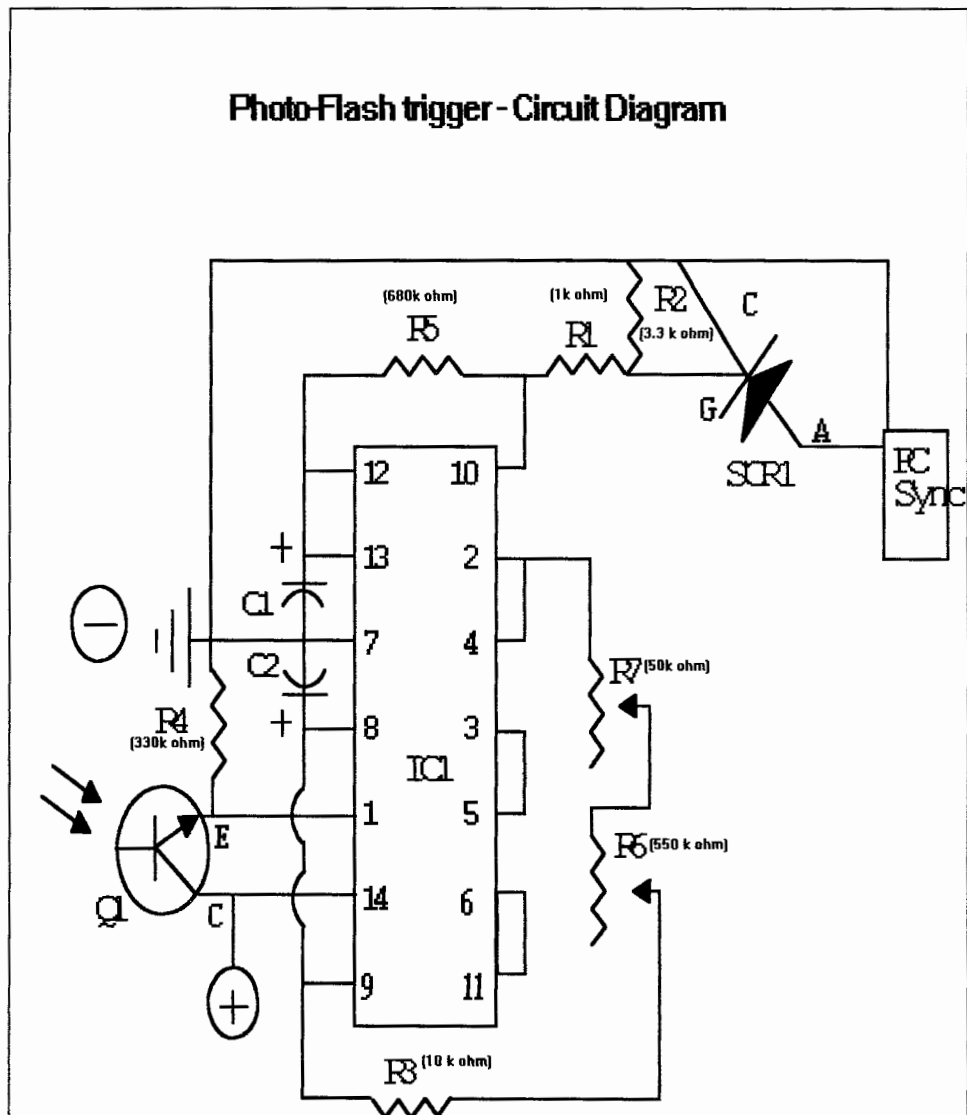 Photo-Flash trigger - Circuit Diagram
(680k ohm)
R5
(1k ohm)
R1
R2
(3.3 k ohm)
C
G
A
SCR1
PC
Sync
12
10
+
13
2
C1
−
7
4
C2
R7 (50k ohm)
+
8
3
R4
(330k ohm)
IC1
1
5
E
R6 (550 k ohm)
Q1
C
14
6
+
9
11
R3 (10 k ohm)